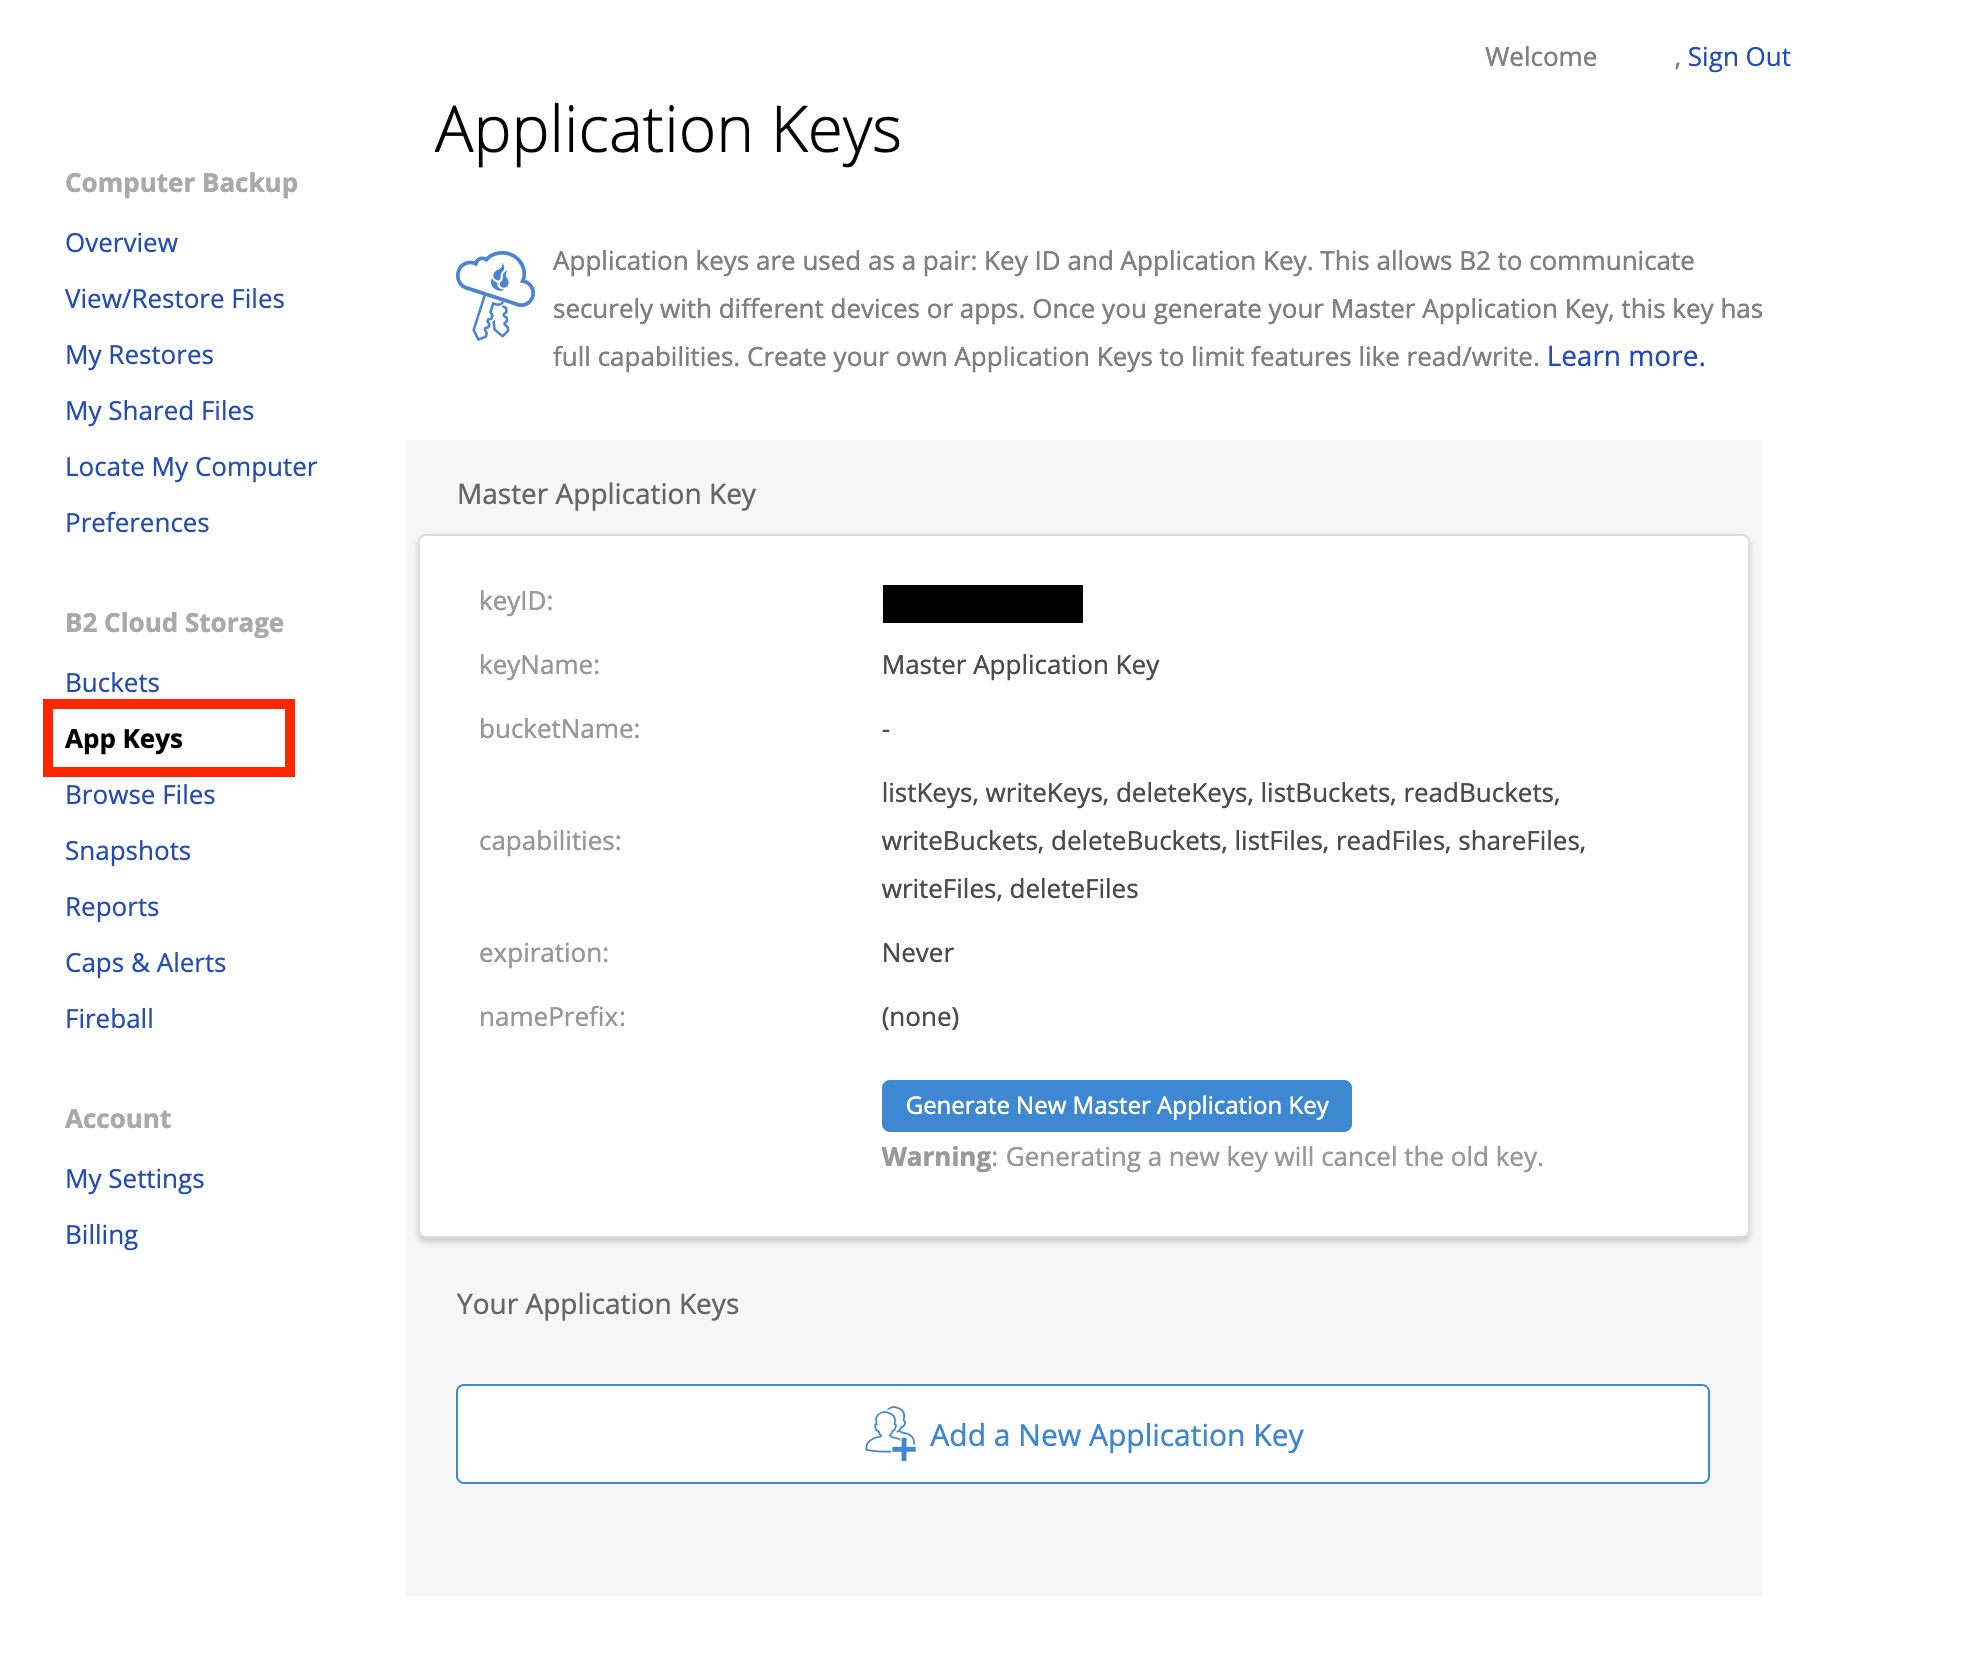 Welcome , Sign Out
Application Keys
Computer Backup
Overview
View/Restore Files
My Restores
My Shared Files
Locate My Computer
Preferences
B2 Cloud Storage
Buckets
App Keys
Browse Files
Snapshots
Reports
Caps & Alerts
Fireball
Account
My Settings
Billing
Application keys are used as a pair: Key ID and Application Key. This allows B2 to communicate
securely with different devices or apps. Once you generate your Master Application Key, this key has
full capabilities. Create your own Application Keys to limit features like read/write. Learn more.
Master Application Key
keyID:
keyName: Master Application Key
bucketName: -
capabilities: listKeys, writeKeys, deleteKeys, listBuckets, readBuckets,
writeBuckets, deleteBuckets, listFiles, readFiles, shareFiles,
writeFiles, deleteFiles
expiration: Never
namePrefix: (none)
Generate New Master Application Key
Warning: Generating a new key will cancel the old key.
Your Application Keys
Add a New Application Key